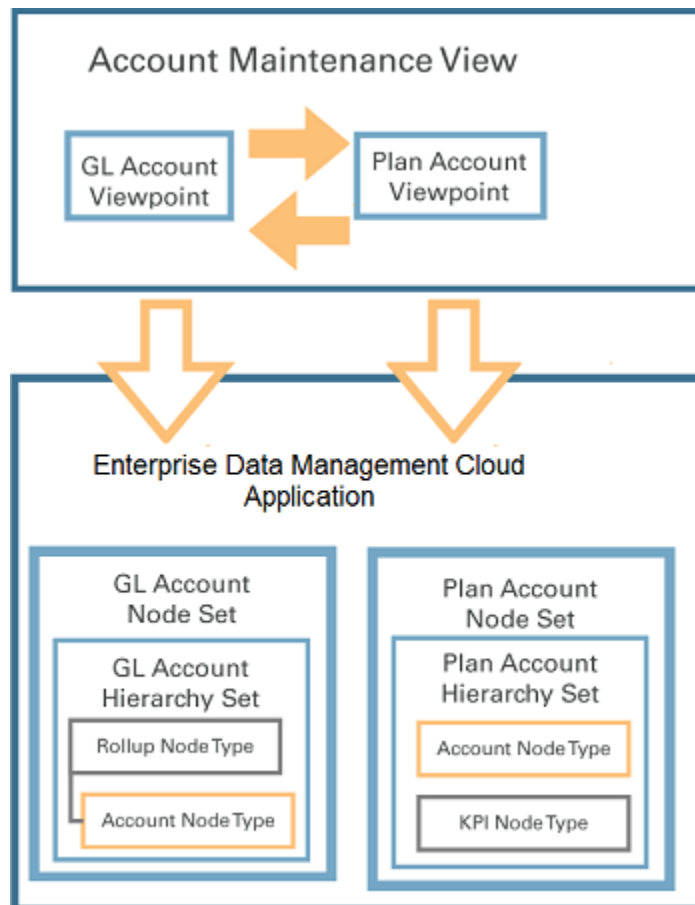 Account Maintenance View
GL Account
Viewpoint
Plan Account
Viewpoint
Enterprise Data Management Cloud
Application
GL Account
Node Set
GL Account
Hierarchy Set
Rollup Node Type
Account Node Type
Plan Account
Node Set
Plan Account
Hierarchy Set
Account Node Type
KPI Node Type